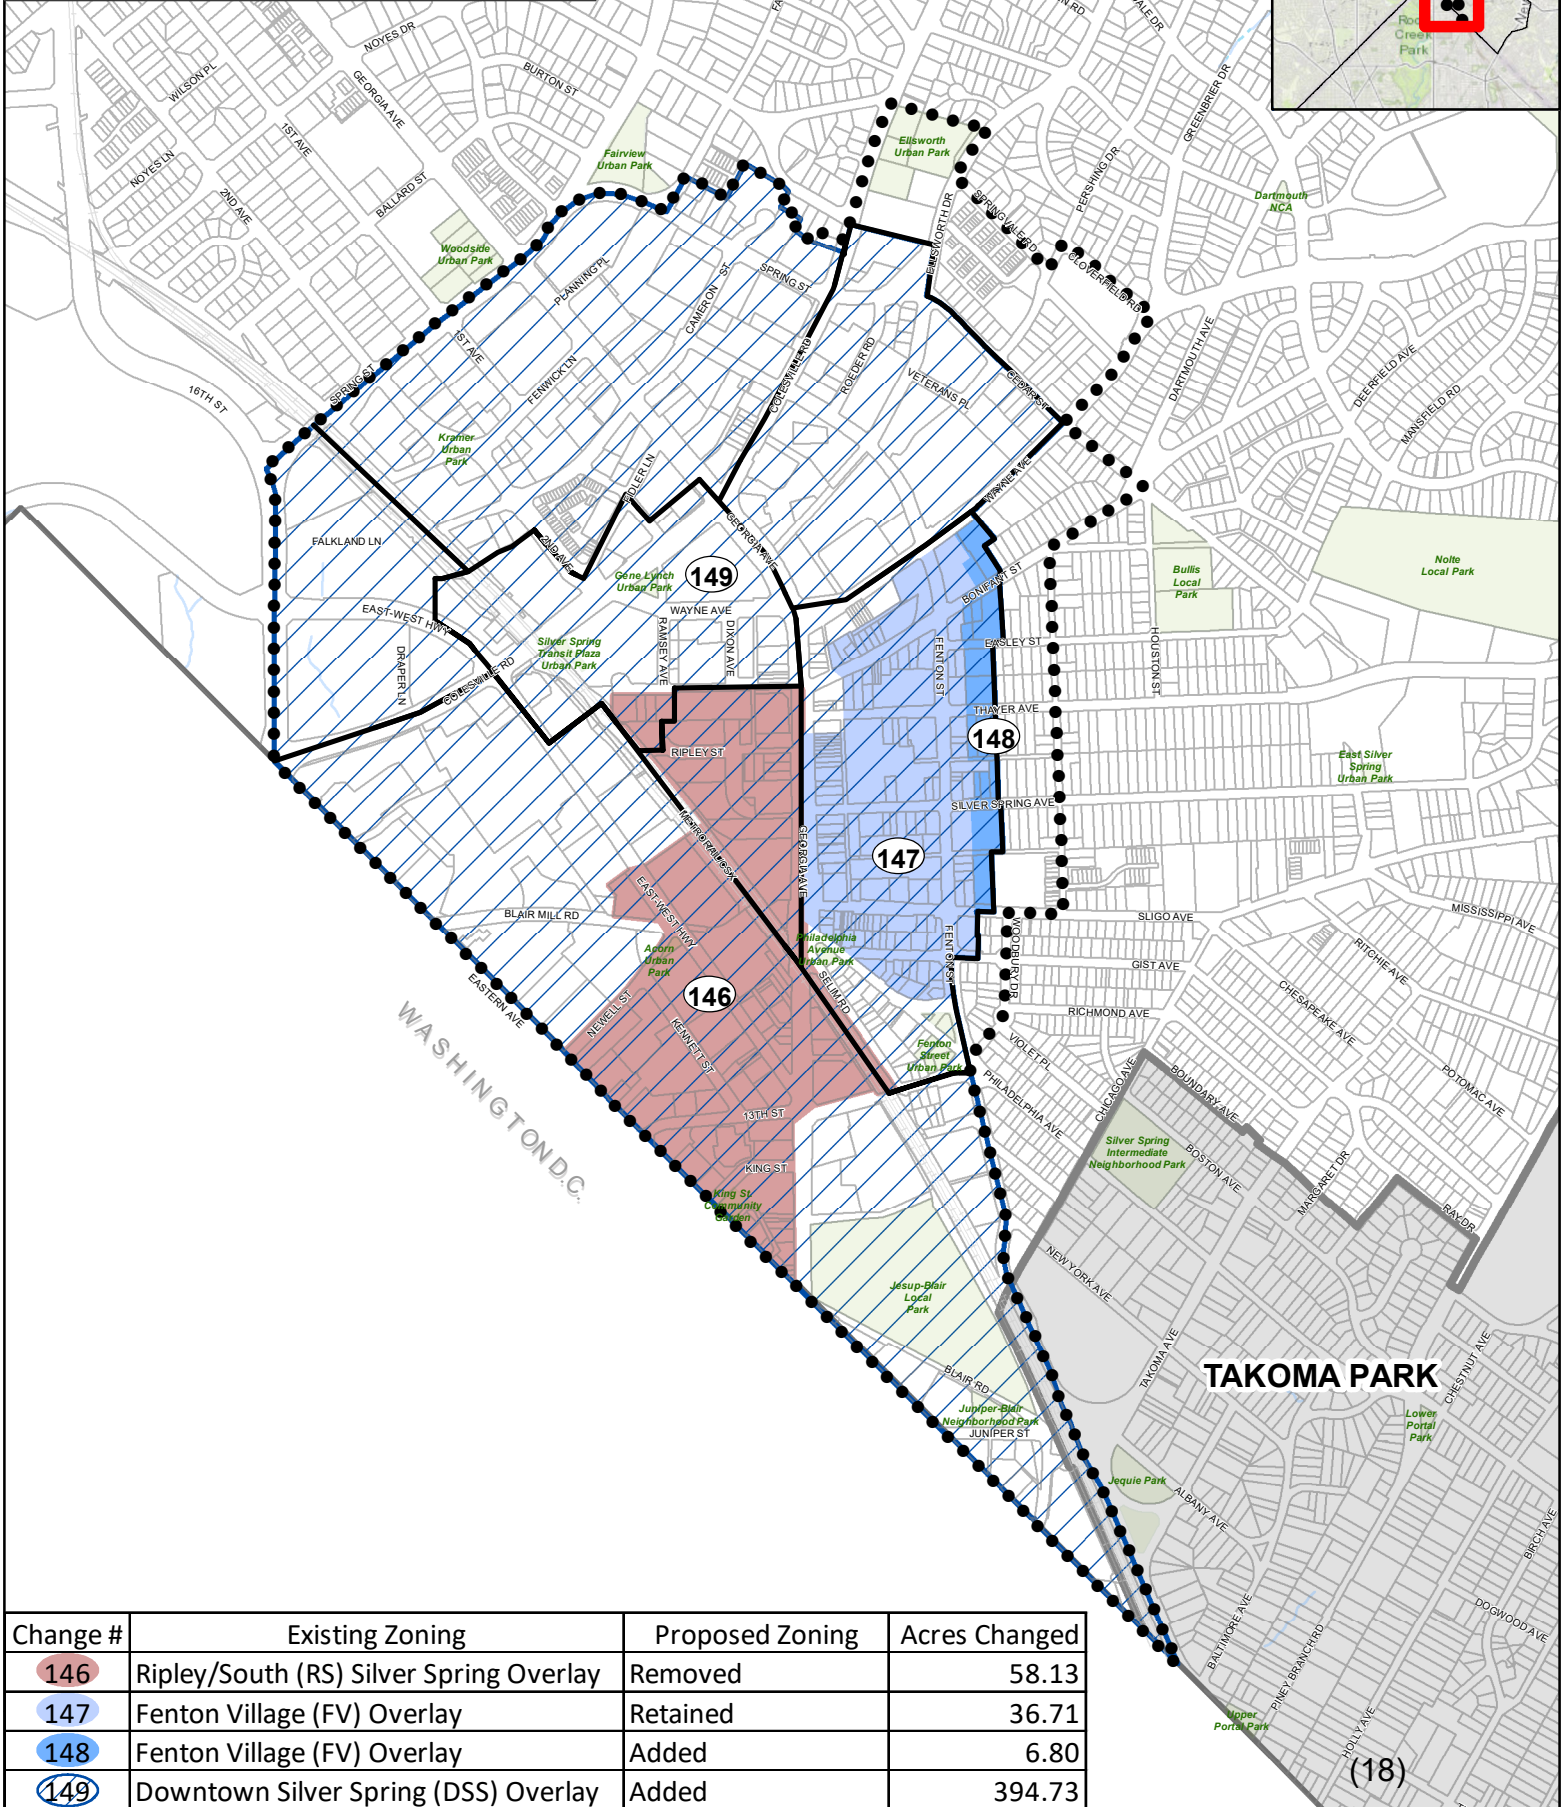 NOYES DR
WILSON PL
GEORGIA AVE
BURTON ST
1ST AVE
NOYES LN
2ND AVE
BALLARD ST
Fairview
Urban Park
Woodside
Urban Park
Ellsworth
Urban Park
GREENBRIER DR
PERSHING DR
Dartmouth
NCA
Rock
Creek
Park
ELLSWORTH DR
SPRINGVALE RD
CLOVERFIELD RD
DARTMOUTH AVE
DEERFIELD AVE
MANSFIELD RD
PLANNING PL
CAMERON ST
SPRING ST
1ST AVE
FENWICK LN
COLESVILLE RD
ROEDER RD
VETERANS PL
CEDAR ST
SPRING ST
16TH ST
Kramer
Urban
Park
FIDLER LN
WAYNE AVE
GEORGIA AVE
2ND AVE
FALKLAND LN
149
Gene Lynch
Urban Park
WAYNE AVE
RAMSEY AVE
DIXON AVE
Bullis
Local
Park
Nolte
Local Park
BONIFANT ST
EAST-WEST HWY
Silver Spring
Transit Plaza
Urban Park
DRAPER LN
COLESVILLE RD
FENTON ST
EASLEY ST
HOUSTON ST
THAYER AVE
148
RIPLEY ST
East Silver
Spring
Urban Park
SILVER SPRING AVE
METRORAIL CSX
GEORGIA AVE
147
EAST-WEST HWY
BLAIR MILL RD
SLIGO AVE
MISSISSIPPI AVE
Acorn
Urban
Park
Philadelphia
Avenue
Urban Park
FENTON ST
WOODBURY DR
GIST AVE
RITCHIE AVE
EASTERN AVE
146
SELIM RD
CHESAPEAKE AVE
NEWELL ST
KENNETT ST
RICHMOND AVE
WASHINGTON D.C.
Fenton
Street
Urban Park
VIOLET PL
PHILADELPHIA AVE
CHICAGO AVE
BOUNDARY AVE
POTOMAC AVE
13TH ST
Silver Spring
Intermediate
Neighborhood Park
BOSTON AVE
MARGARET DR
KING ST
King St
Community
Garden
RAY DR
NEW YORK AVE
Jesup-Blair
Local
Park
TAKOMA AVE
BLAIR RD
TAKOMA PARK
CHESTNUT AVE
Juniper-Blair
Neighborhood Park
JUNIPER ST
Lower
Portal
Park
Jequie Park
ALBANY AVE
BIRCH AVE
BALTIMORE AVE
PINEY BRANCH RD
DOGWOOD AVE
Upper
Portal Park
HOLLY AVE
(18)
Change # Existing Zoning Proposed Zoning Acres Changed
146 Ripley/South (RS) Silver Spring Overlay Removed 58.13
147 Fenton Village (FV) Overlay Retained 36.71
148 Fenton Village (FV) Overlay Added 6.80
149 Downtown Silver Spring (DSS) Overlay Added 394.73